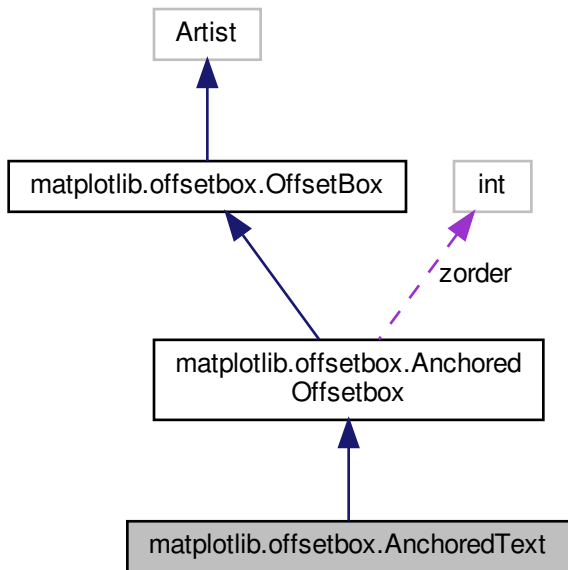 Artist
matplotlib.offsetbox.OffsetBox
int
zorder
matplotlib.offsetbox.Anchored
Offsetbox
matplotlib.offsetbox.AnchoredText